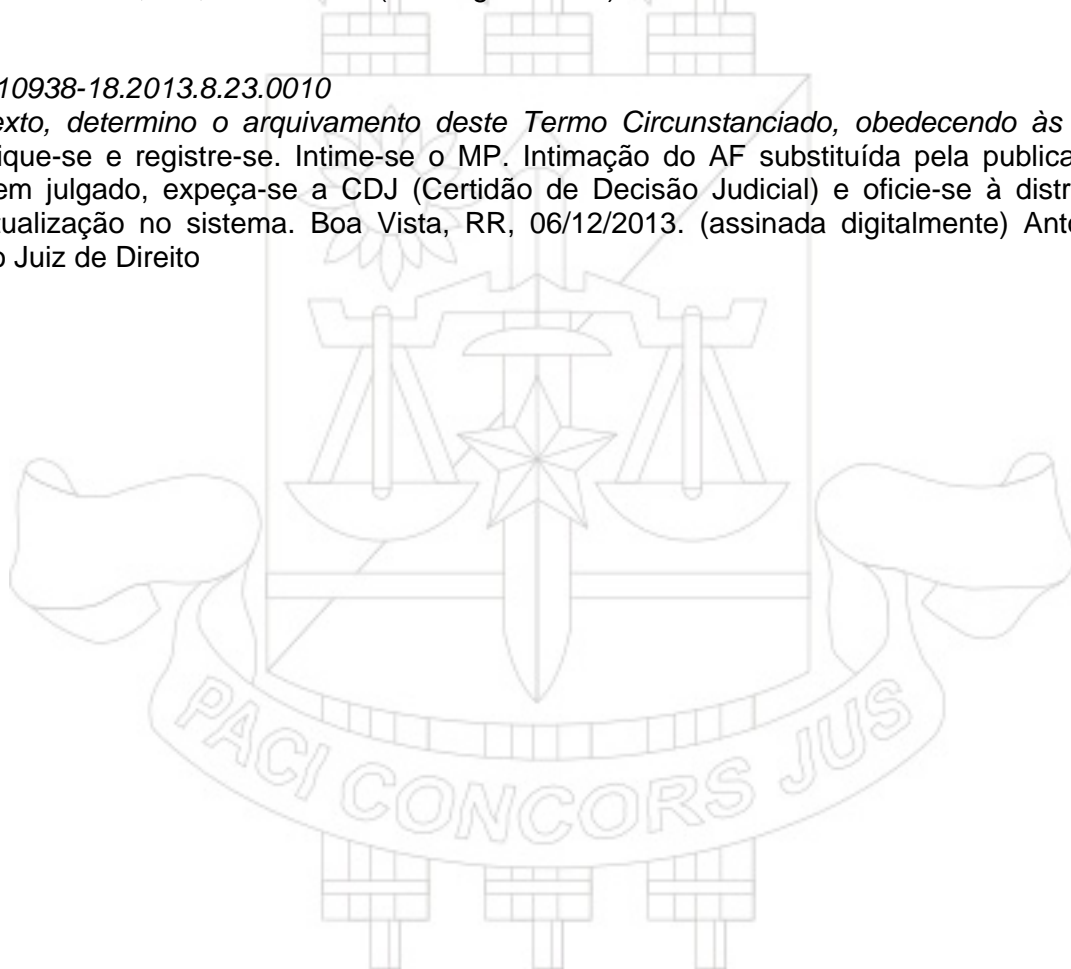 10938-18.2013.8.23.0010
exto, determino o arquivamento deste Termo Circunstanciado, obedecendo às
ique-se e registre-se. Intime-se o MP. Intimação do AF substituída pela publica
em julgado, expeça-se a CDJ (Certidão de Decisão Judicial) e oficie-se à distr
tualização no sistema. Boa Vista, RR, 06/12/2013. (assinada digitalmente) Ant
o Juiz de Direito
PACI CONCORS JUS